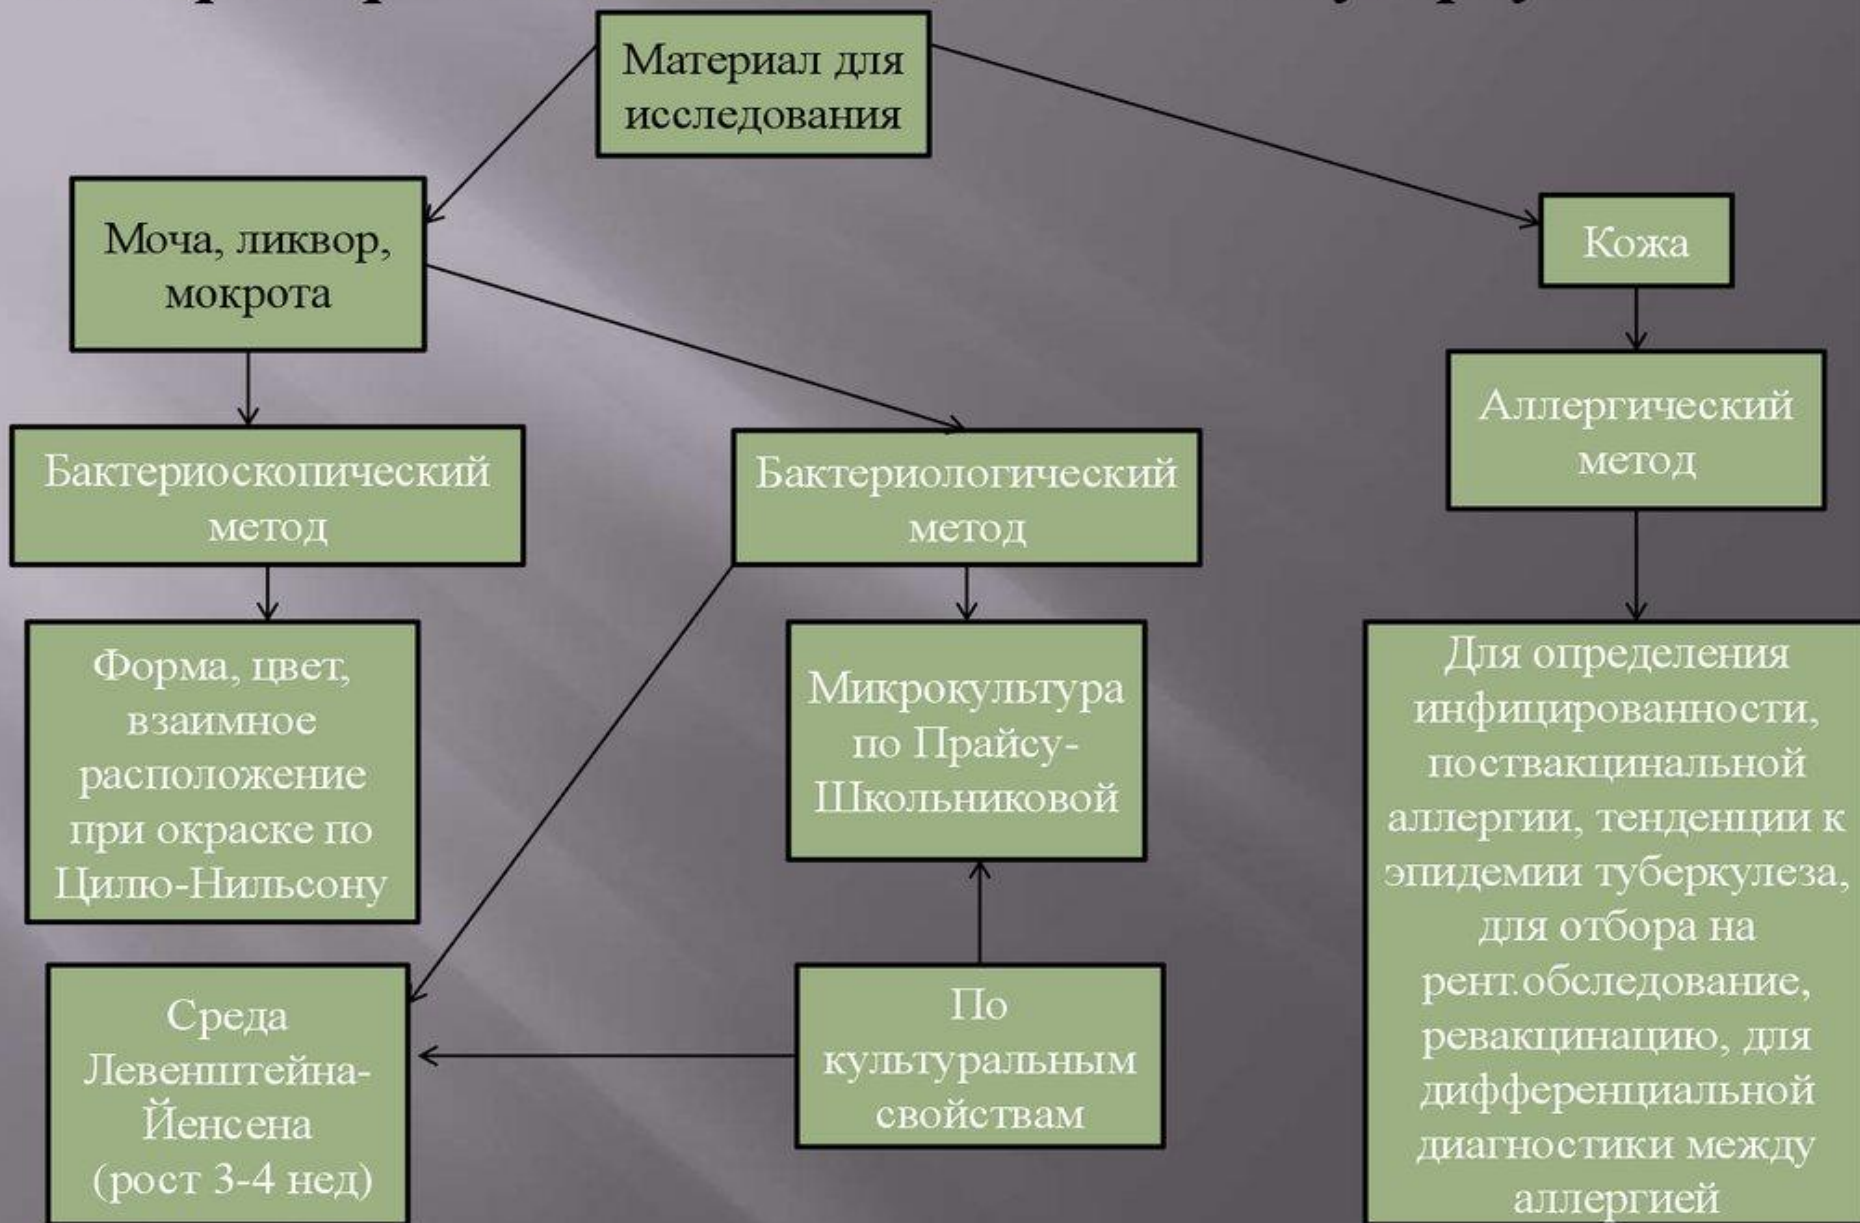 Материал для
исследования
Моча, ликвор,
мокрота
Кожа
Аллергический
метод
Бактериоскопический
метод
Бактериологический
метод
Форма, цвет,
взаимное
расположение
при окраске по
Цилю-Нильсону
Микрокультура
по Прайсу-
Школьниковой
Для определения
инфицированности,
поствакцинальной
аллергии, тенденции к
эпидемии туберкулеза,
для отбора на
рент.обследование,
ревакцинацию, для
дифференциальной
диагностики между
аллергией
Среда
Левенштейна-
Йенсена
(рост 3-4 нед)
По
культуральным
свойствам